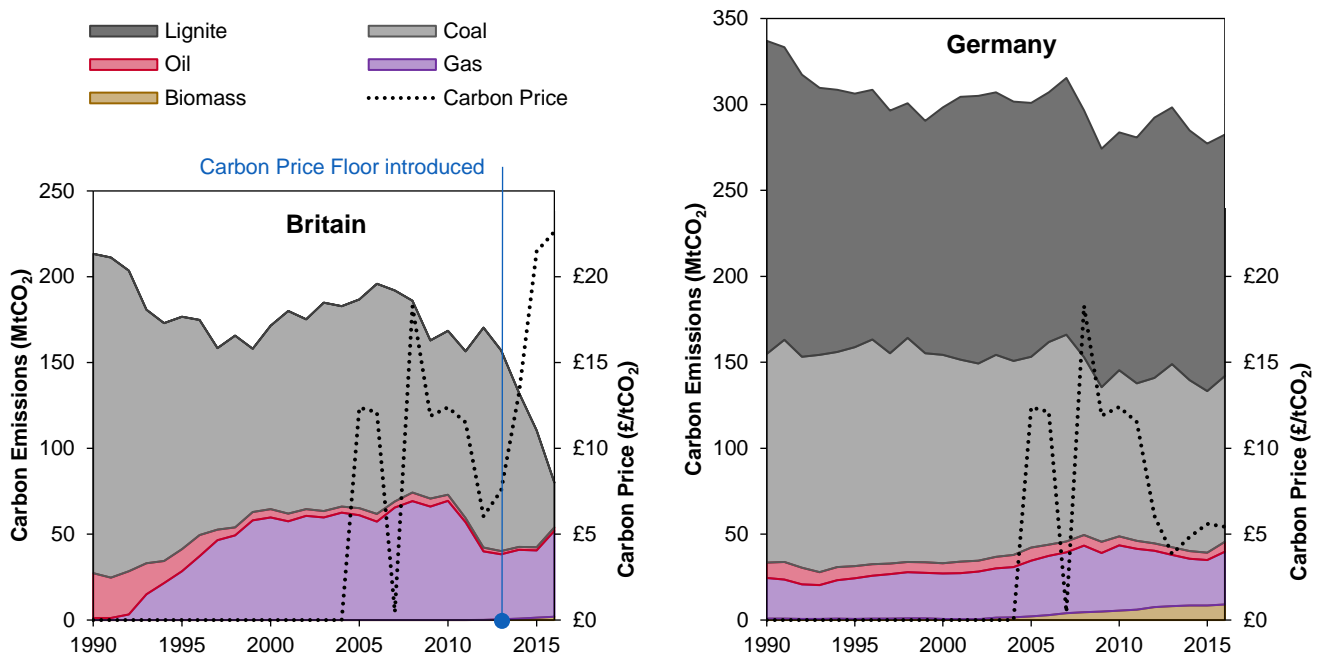 Lignite
Coal
Oil
Gas
Biomass
Carbon Price
Carbon Price Floor introduced
Britain
Carbon Emissions (MtCO₂)
250
200
150
100
50
0
£20
£15
£10
£5
£0
Carbon Price (£/tCO₂)
1990 1995 2000 2005 2010 2015
Germany
Carbon Emissions (MtCO₂)
350
300
250
200
150
100
50
0
£20
£15
£10
£5
£0
Carbon Price (£/tCO₂)
1990 1995 2000 2005 2010 2015